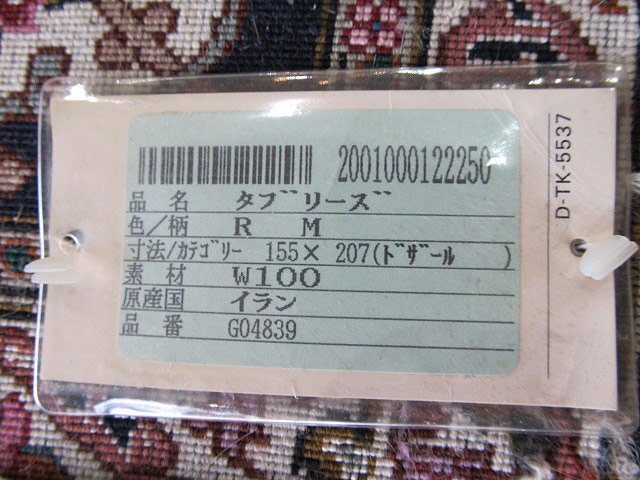 2001000122250
品名 タブリーズ
色／柄 R M
寸法/カテゴリー 155× 207(ドザール )
素材 W100
原産国 イラン
品番 G04839
D-TK-5537